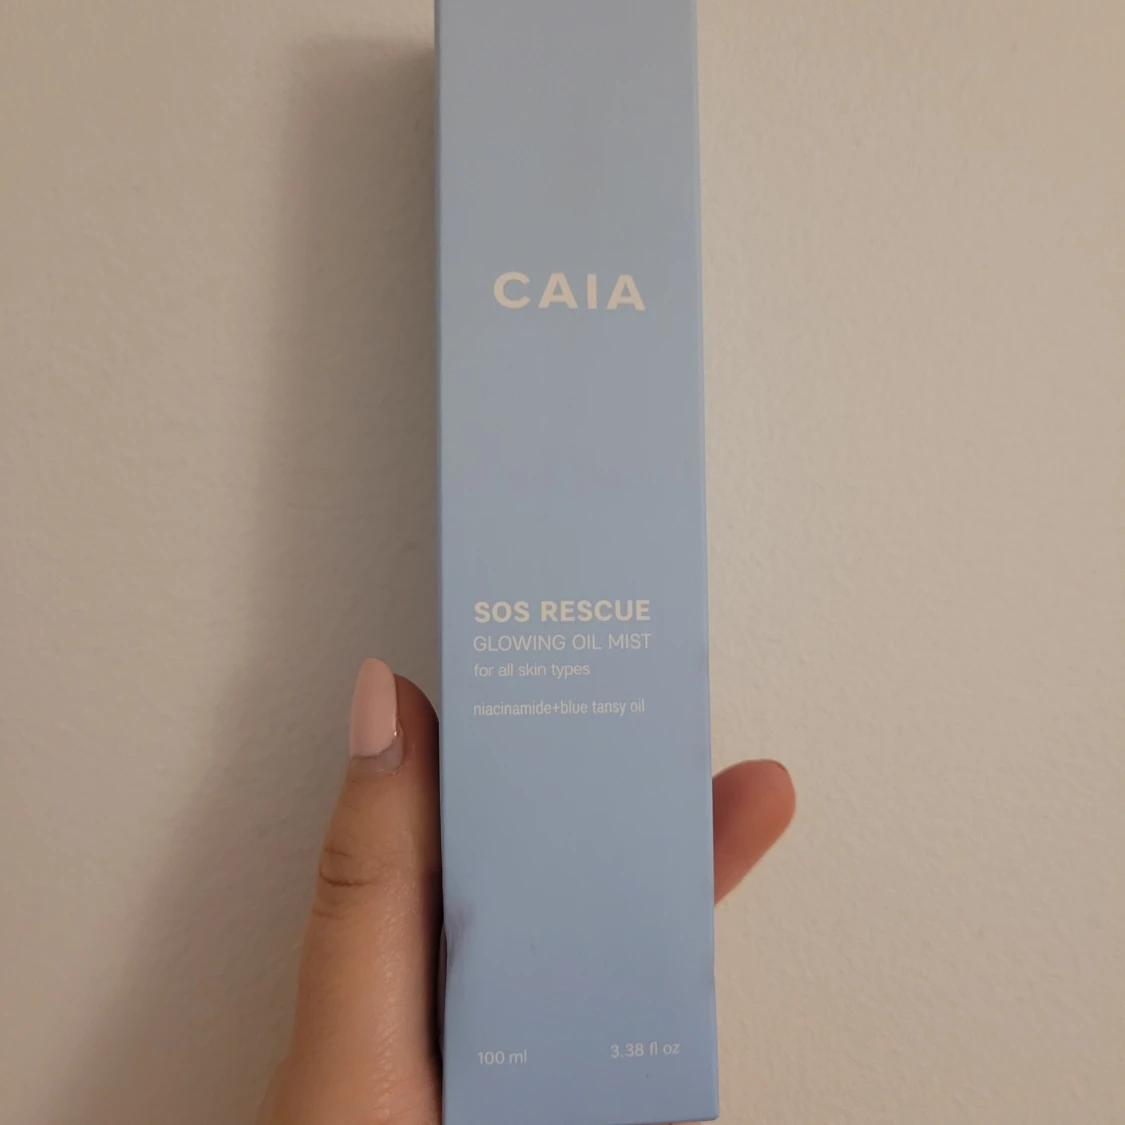 CAIA
SOS RESCUE
GLOWING OIL MIST
for all skin types
niacinamide+blue tansy oil
100 ml 3.38 fl oz